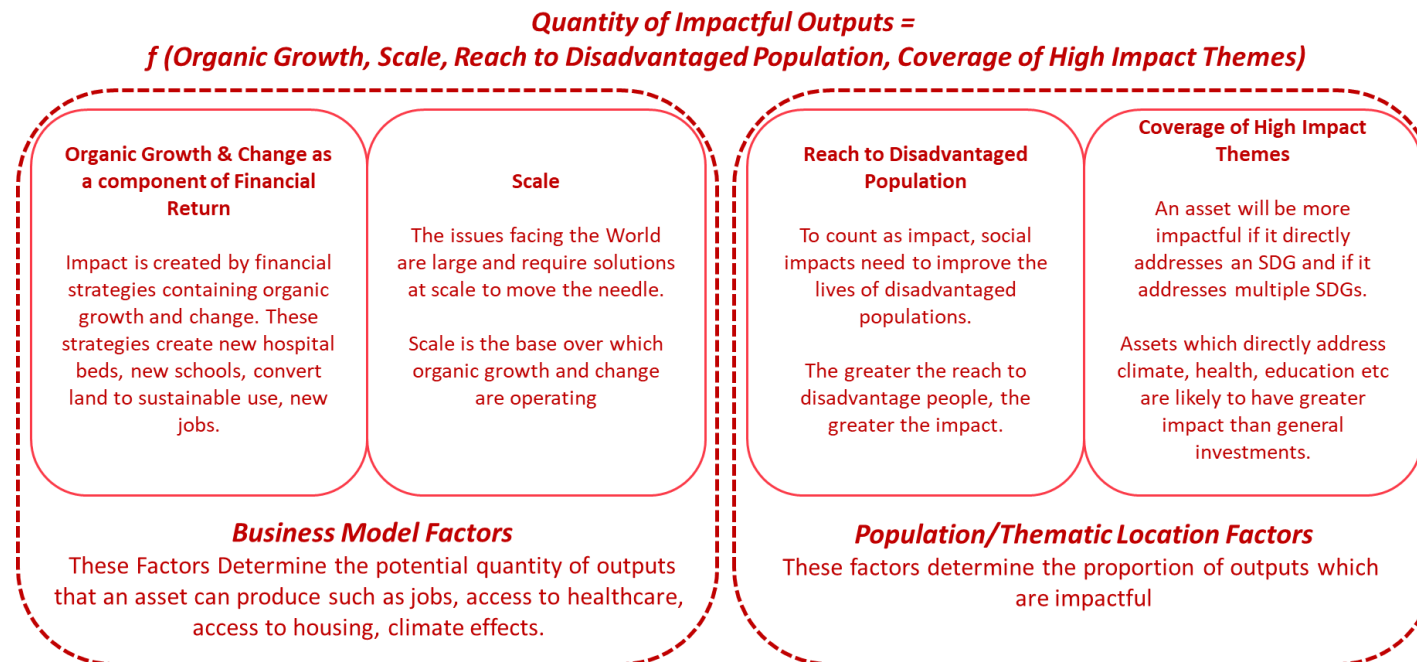 Quantity of Impactful Outputs =
f (Organic Growth, Scale, Reach to Disadvantaged Population, Coverage of High Impact Themes)
Organic Growth & Change as
a component of Financial
Return
Impact is created by financial
strategies containing organic
growth and change. These
strategies create new hospital
beds, new schools, convert
land to sustainable use, new
jobs.
Scale
The issues facing the World
are large and require solutions
at scale to move the needle.
Scale is the base over which
organic growth and change
are operating
Business Model Factors
These Factors Determine the potential quantity of outputs
that an asset can produce such as jobs, access to healthcare,
access to housing, climate effects.
Reach to Disadvantaged
Population
To count as impact, social
impacts need to improve the
lives of disadvantaged
populations.
The greater the reach to
disadvantage people, the
greater the impact.
Coverage of High Impact
Themes
An asset will be more
impactful if it directly
addresses an SDG and if it
addresses multiple SDGs.
Assets which directly address
climate, health, education etc
are likely to have greater
impact than general
investments.
Population/Thematic Location Factors
These factors determine the proportion of outputs which
are impactful